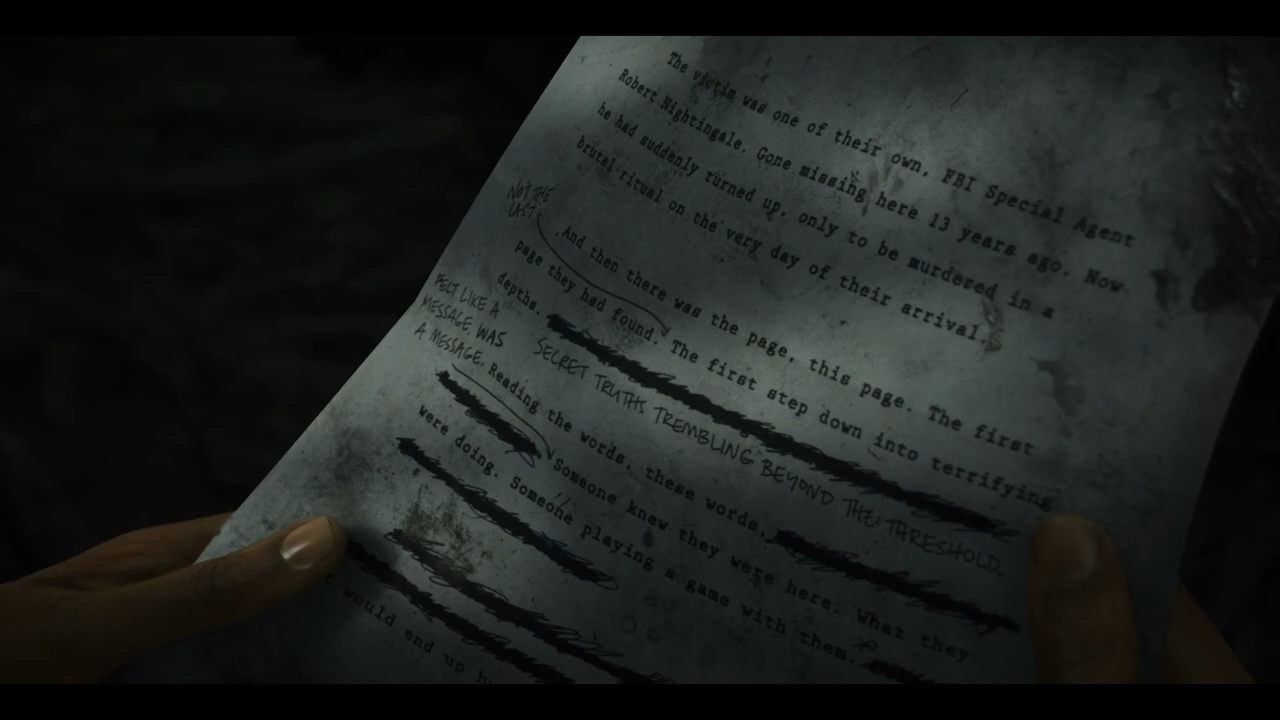 The victim was one of their own, FBI Special Agent
Robert Nightingale. Gone missing here 13 years ago. Now
he had suddenly turned up, only to be murdered in a
brutal ritual on the very day of their arrival.
NOT THE
LAST
And then there was the page, this page. The first
page they had found. The first step down into terrifying
depths.
SECRET TRUTHS TREMBLING BEYOND THE THRESHOLD.
FELT LIKE A
MESSAGE. WAS
A MESSAGE.
Reading the words, these words,
Someone knew they were here. What they
were doing. Someone playing a game with them.
would end up